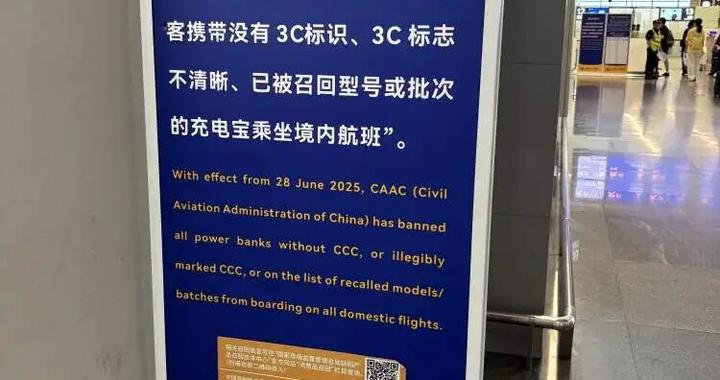 客携带没有 3C标识、3C 标志
不清晰、已被召回型号或批次
的充电宝乘坐境内航班”。
With effect from 28 June 2025, CAAC (Civil
Aviation Administration of China) has banned
all power banks without CCC, or illegibly
marked CCC, or on the list of recalled models/
batches from boarding on all domestic flights.